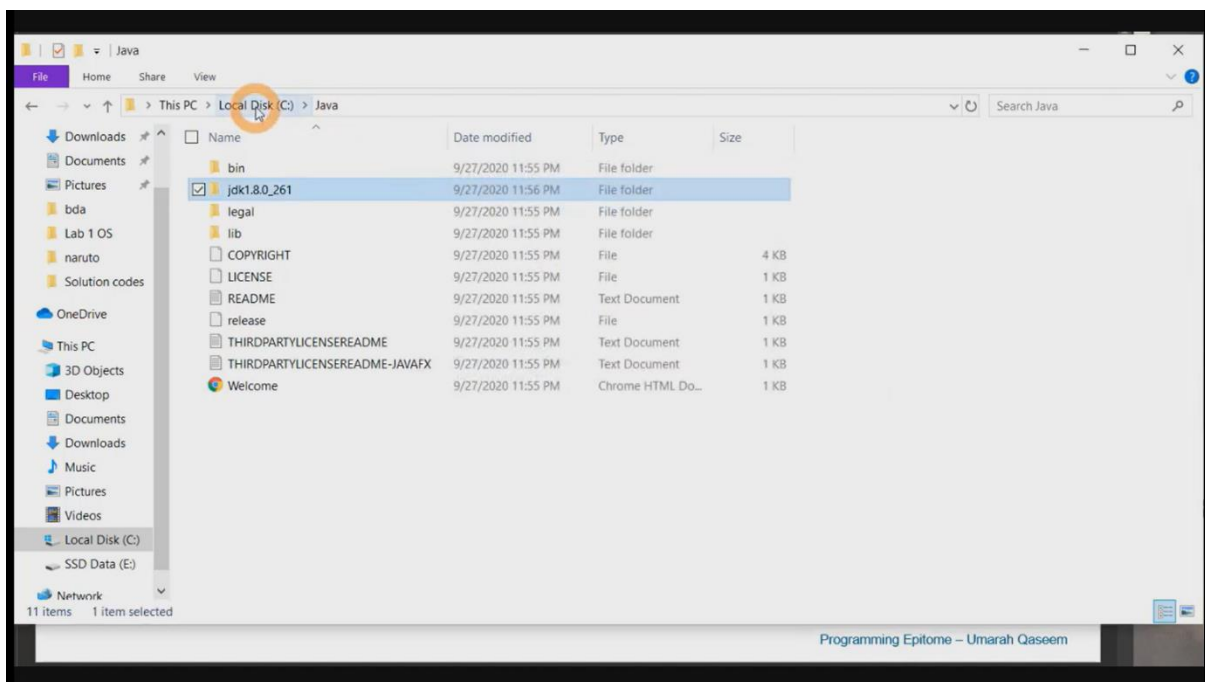 Java
File Home Share View
This PC > Local Disk (C:) > Java
Search Java
Name Date modified Type Size
Downloads
Documents
Pictures
bda
Lab 1 OS
naruto
Solution codes
OneDrive
This PC
3D Objects
Desktop
Documents
Downloads
Music
Pictures
Videos
Local Disk (C:)
SSD Data (E:)
Network
bin 9/27/2020 11:55 PM File folder
jdk1.8.0_261 9/27/2020 11:56 PM File folder
legal 9/27/2020 11:55 PM File folder
lib 9/27/2020 11:55 PM File folder
COPYRIGHT 9/27/2020 11:55 PM File 4 KB
LICENSE 9/27/2020 11:55 PM File 1 KB
README 9/27/2020 11:55 PM Text Document 1 KB
release 9/27/2020 11:55 PM File 1 KB
THIRDPARTYLICENSEREADME 9/27/2020 11:55 PM Text Document 1 KB
THIRDPARTYLICENSEREADME-JAVAFX 9/27/2020 11:55 PM Text Document 1 KB
Welcome 9/27/2020 11:55 PM Chrome HTML Do... 1 KB
11 items 1 item selected
Programming Epitome – Umarah Qaseem